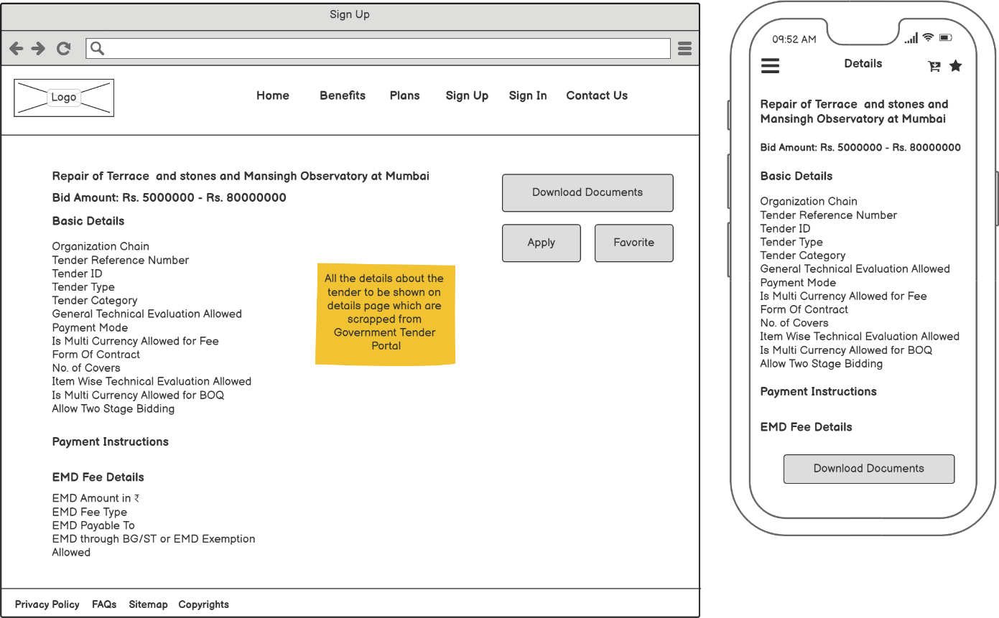 Sign Up
Logo
Home Benefits Plans Sign Up Sign In Contact Us
Repair of Terrace and stones and Mansingh Observatory at Mumbai
Bid Amount: Rs. 5000000 - Rs. 80000000
Basic Details
Organization Chain
Tender Reference Number
Tender ID
Tender Type
Tender Category
General Technical Evaluation Allowed
Payment Mode
Is Multi Currency Allowed for Fee
Form Of Contract
No. of Covers
Item Wise Technical Evaluation Allowed
Is Multi Currency Allowed for BOQ
Allow Two Stage Bidding
Payment Instructions
EMD Fee Details
EMD Amount in ₹
EMD Fee Type
EMD Payable To
EMD through BG/ST or EMD Exemption
Allowed
All the details about the
tender to be shown on
details page which are
scrapped from
Government Tender
Portal
Download Documents
Apply Favorite
Privacy Policy FAQs Sitemap Copyrights
09:52 AM
Details
Repair of Terrace and stones and
Mansingh Observatory at Mumbai
Bid Amount: Rs. 5000000 - Rs. 80000000
Basic Details
Organization Chain
Tender Reference Number
Tender ID
Tender Type
Tender Category
General Technical Evaluation Allowed
Payment Mode
Is Multi Currency Allowed for Fee
Form Of Contract
No. of Covers
Item Wise Technical Evaluation Allowed
Is Multi Currency Allowed for BOQ
Allow Two Stage Bidding
Payment Instructions
EMD Fee Details
Download Documents